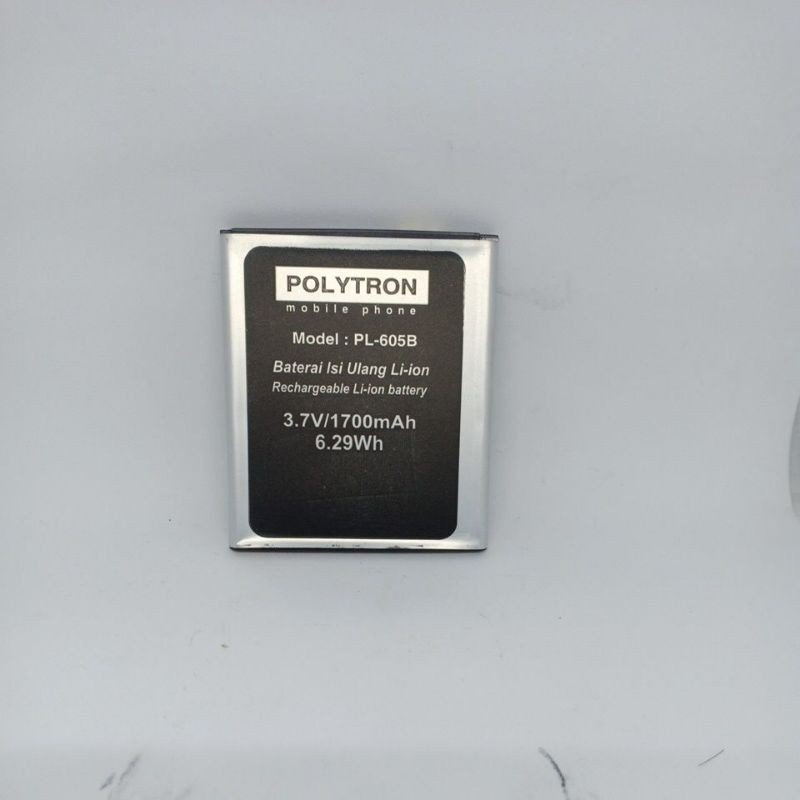 POLYTRON
mobile phone
Model : PL-605B
Baterai Isi Ulang Li-ion
Rechargeable Li-ion battery
3.7V/1700mAh
6.29Wh